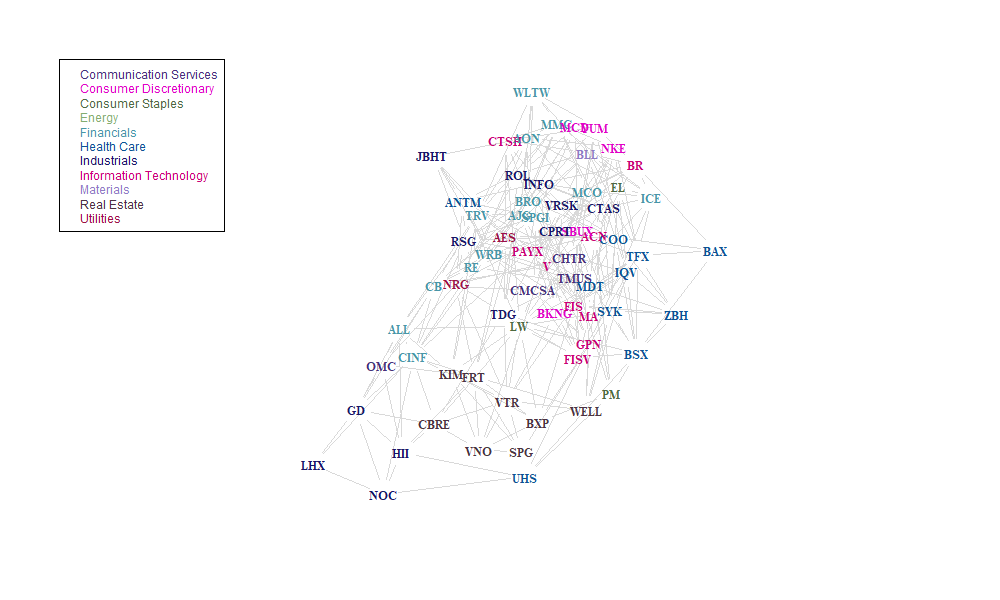 Communication Services
Consumer Discretionary
Consumer Staples
Energy
Financials
Health Care
Industrials
Information Technology
Materials
Real Estate
Utilities
WLTW
MMC MCD YUM
CTSH AON
NKE
JBHT BLL
BR
ROL
INFO
EL
MCO ICE
ANTM BRO VRSK CTAS
TRV AJG SPGI
CPRT SBUX ACN COO
RSG AES
WRB PAYX CHTR TFX BAX
RE V IQV
CB NRG CMCSA TMUS MDT
FIS
TDG BKNG MA SYK ZBH
ALL LW
GPN
CINF FISV BSX
OMC KIM FRT
PM
GD VTR WELL
CBRE BXP
HII VNO SPG
LHX
UHS
NOC